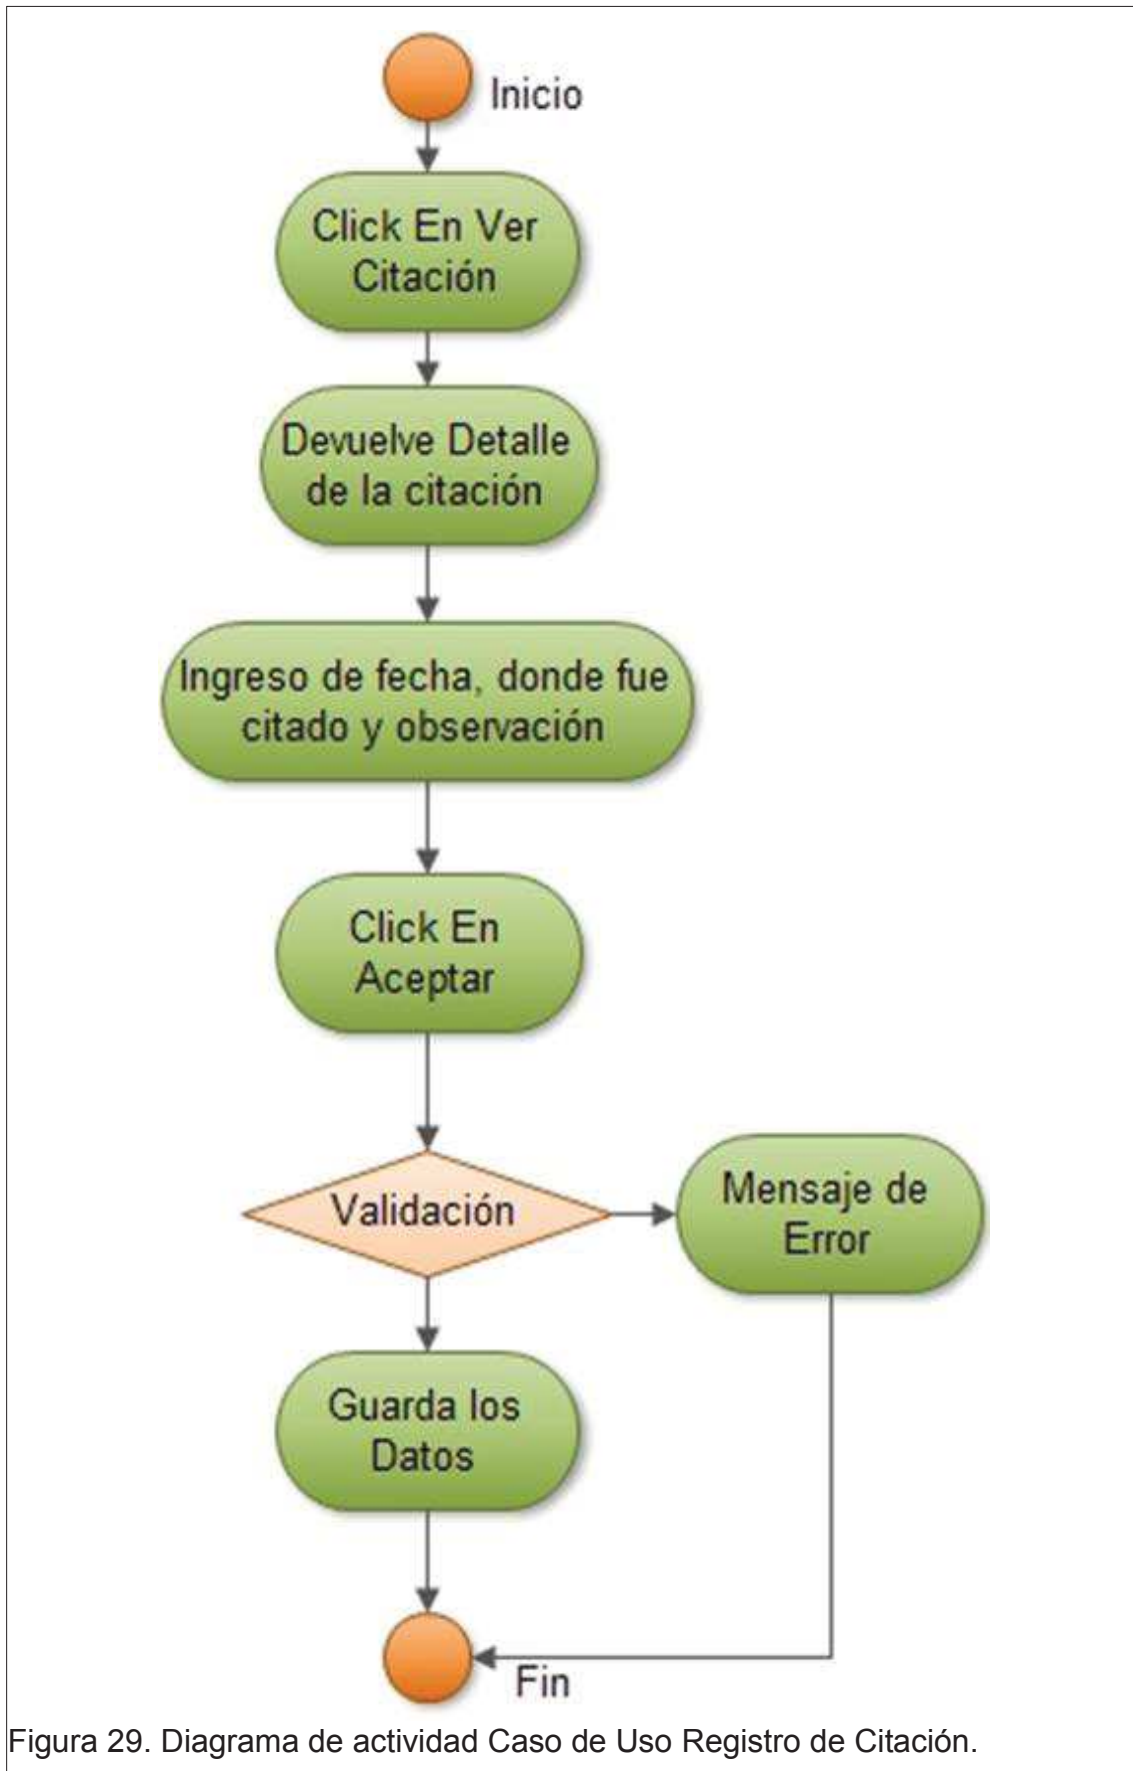 Inicio
Click En Ver
Citación
Devuelve Detalle
de la citación
Ingreso de fecha, donde fue
citado y observación
Click En
Aceptar
Validación
Mensaje de
Error
Guarda los
Datos
Fin
Figura 29. Diagrama de actividad Caso de Uso Registro de Citación.